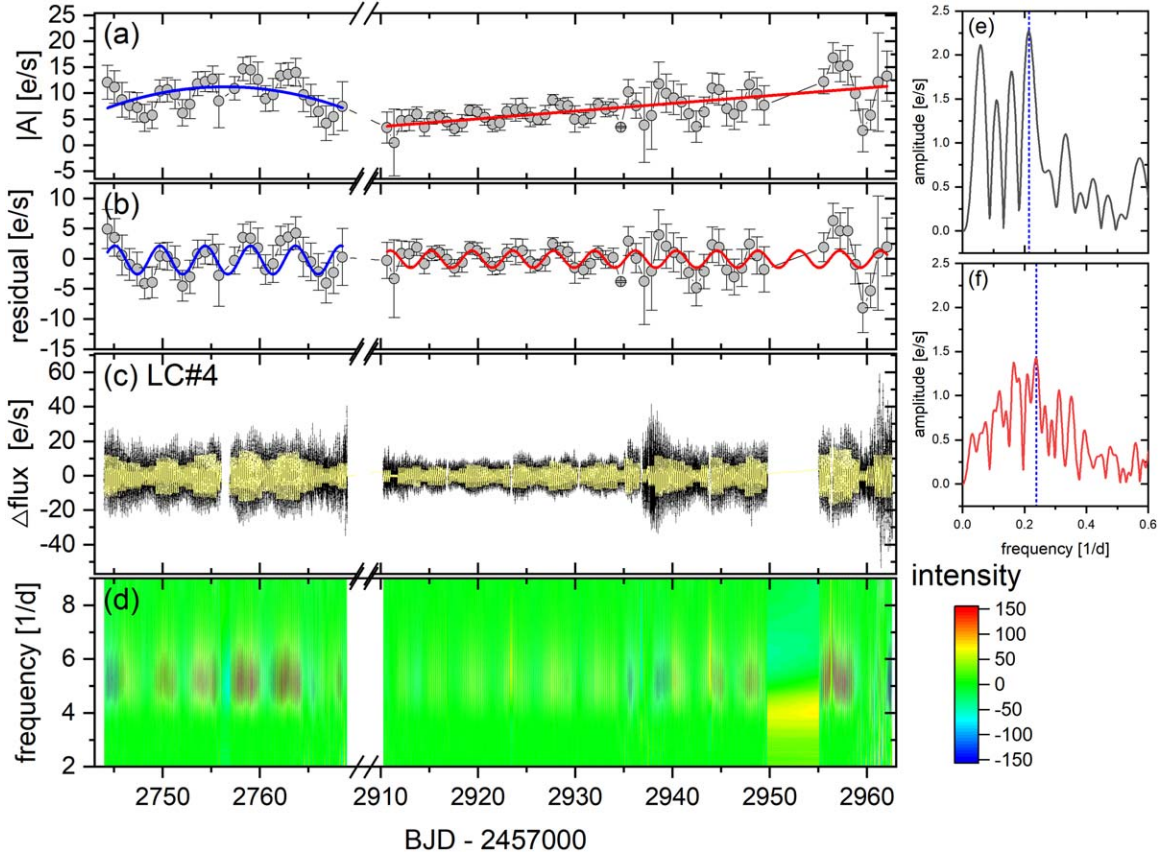 (a)
|A| [e/s]
25
20
15
10
5
0
-5
(b)
residual [e/s]
10
5
0
-5
-10
-15
(c) LC#4
△flux [e/s]
60
40
20
0
-20
-40
(d)
frequency [1/d]
8
6
4
2
2750 2760 2910 2920 2930 2940 2950 2960
BJD - 2457000
(e)
amplitude [e/s]
2.5
2.0
1.5
1.0
0.5
0.0
(f)
amplitude [e/s]
2.5
2.0
1.5
1.0
0.5
0.0
0.0 0.2 0.4 0.6
frequency [1/d]
intensity
150
100
50
0
-50
-100
-150